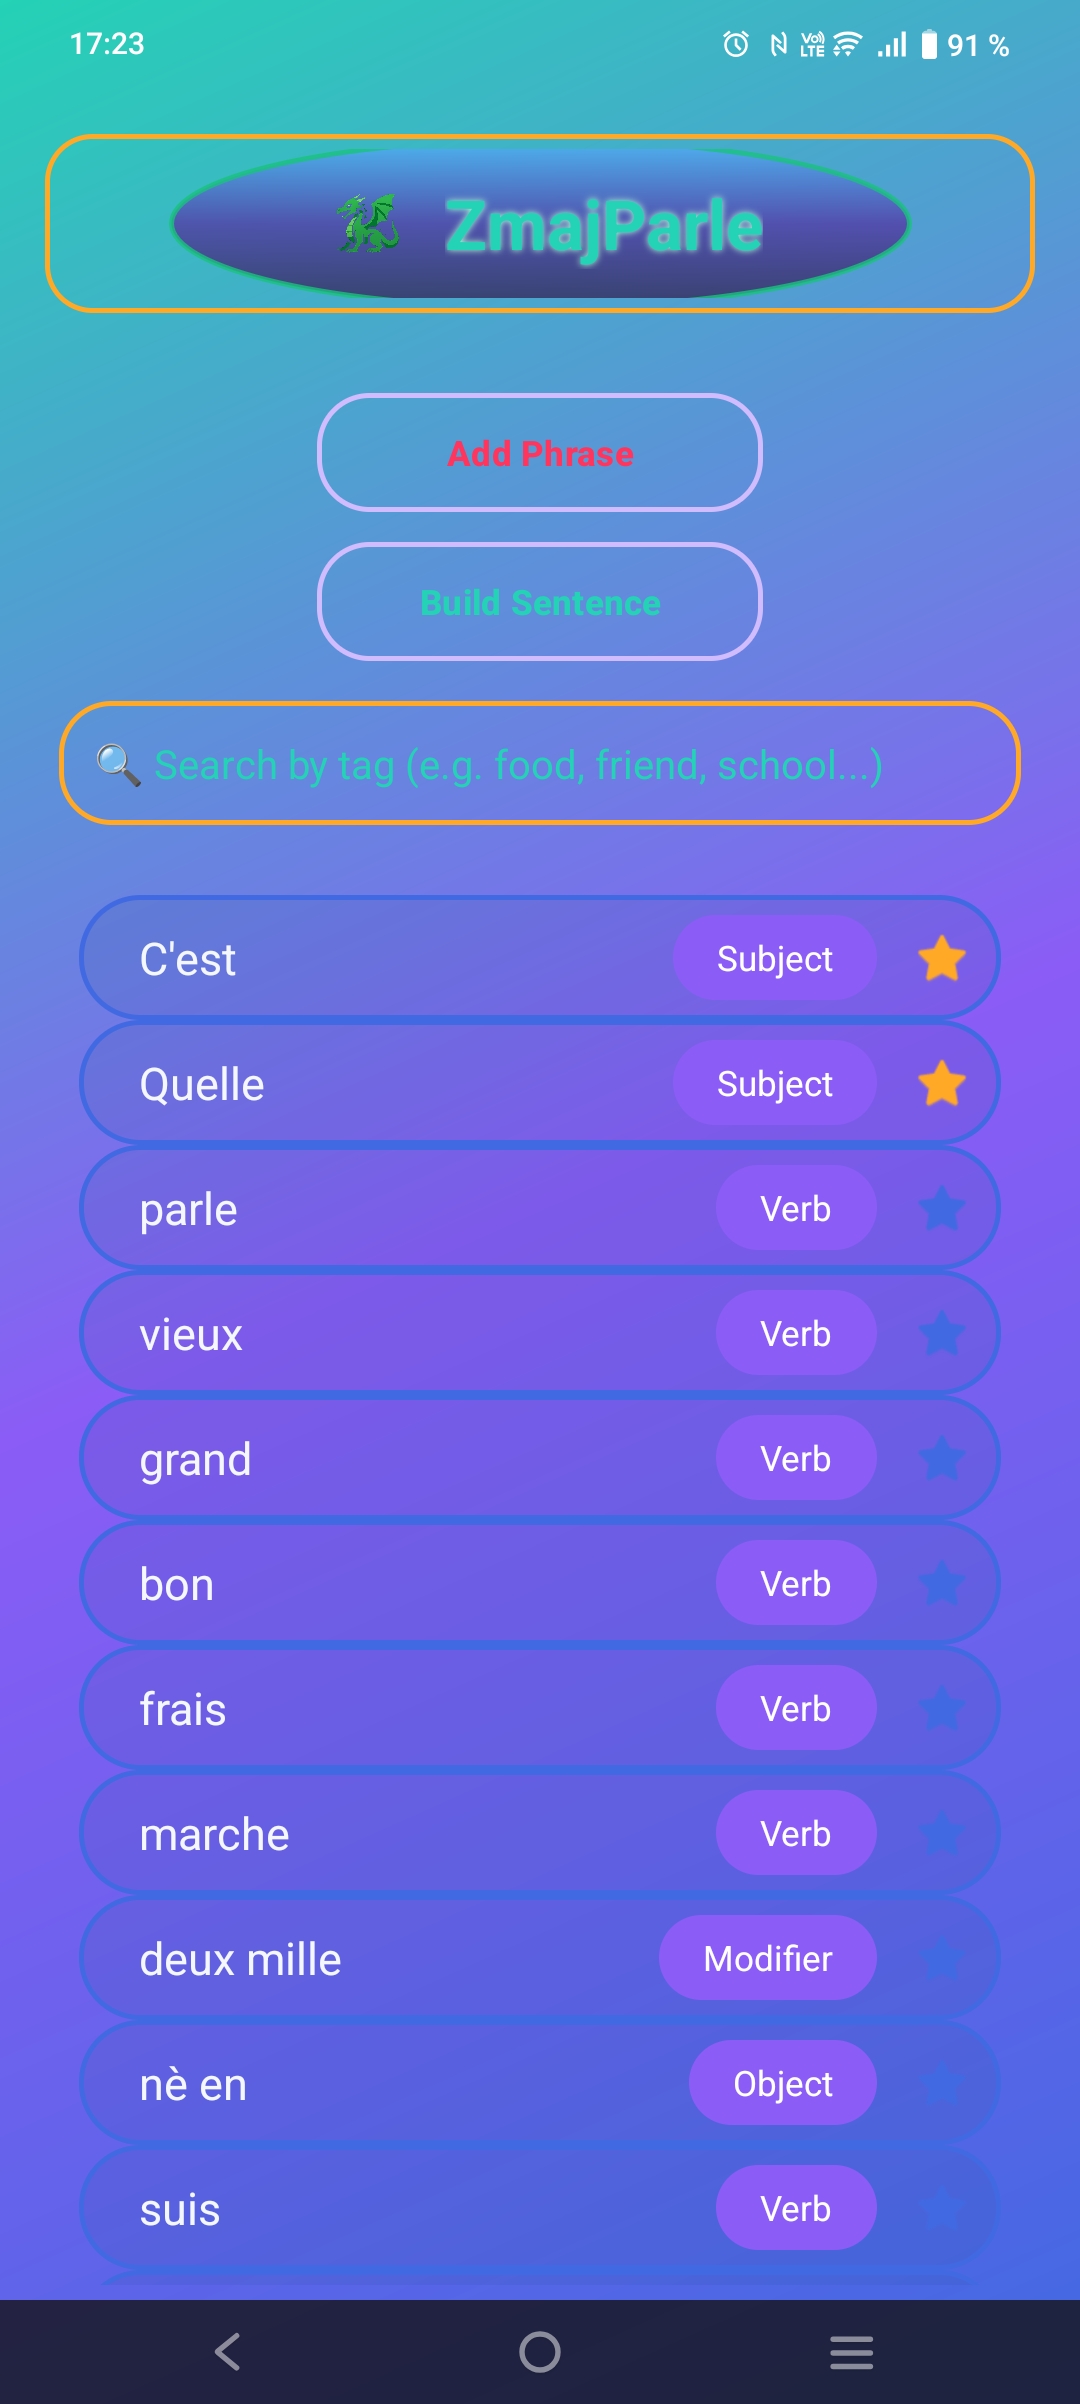 17:23
Vo)) LTE 91 %
ZmajParle
Add Phrase
Build Sentence
Search by tag (e.g. food, friend, school...)
C'est Subject
Quelle Subject
parle Verb
vieux Verb
grand Verb
bon Verb
frais Verb
marche Verb
deux mille Modifier
nè en Object
suis Verb